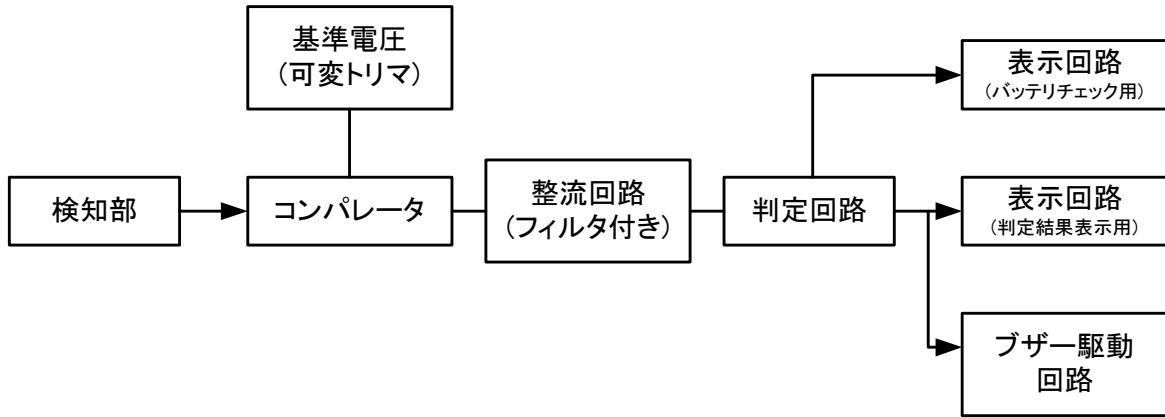 基準電圧
(可変トリマ)
表示回路
(バッテリチェック用)
検知部
コンパレータ
整流回路
(フィルタ付き)
判定回路
表示回路
(判定結果表示用)
ブザー駆動
回路